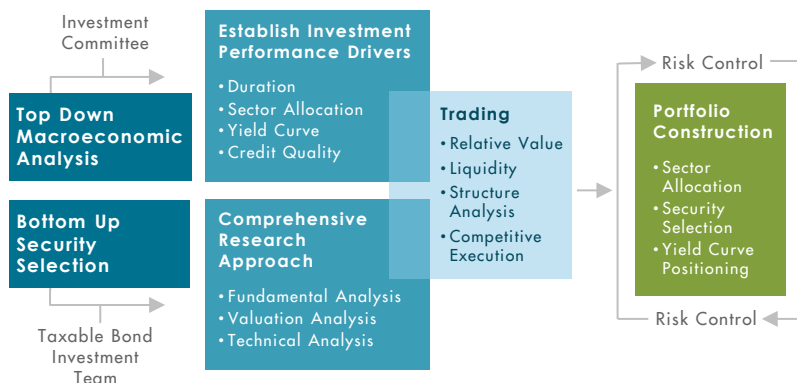 Investment
Committee
Top Down
Macroeconomic
Analysis
Bottom Up
Security
Selection
Taxable Bond
Investment
Team
Establish Investment
Performance Drivers
• Duration
• Sector Allocation
• Yield Curve
• Credit Quality
Comprehensive
Research
Approach
• Fundamental Analysis
• Valuation Analysis
• Technical Analysis
Trading
• Relative Value
• Liquidity
• Structure
Analysis
• Competitive
Execution
Risk Control
Portfolio
Construction
• Sector
Allocation
• Security
Selection
• Yield Curve
Positioning
Risk Control